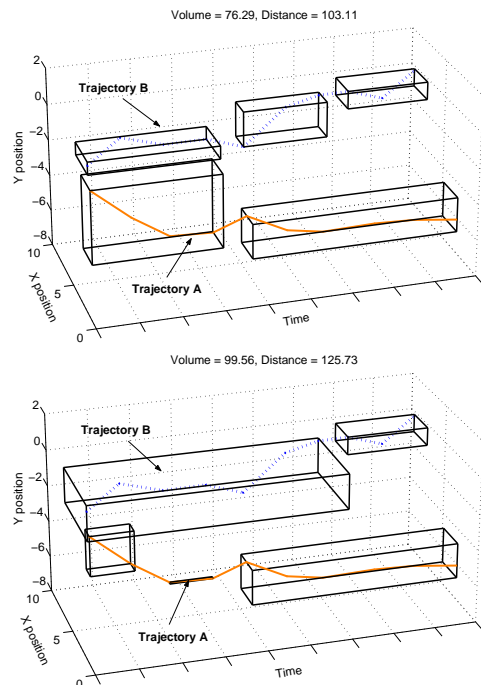 Volume = 76.29, Distance = 103.11
2
0
−2
−4
−6
−8
10
5
0
Y position
X position
Time
Trajectory B
Trajectory A
Volume = 99.56, Distance = 125.73
2
0
−2
−4
−6
−8
10
5
0
Y position
X position
Time
Trajectory B
Trajectory A